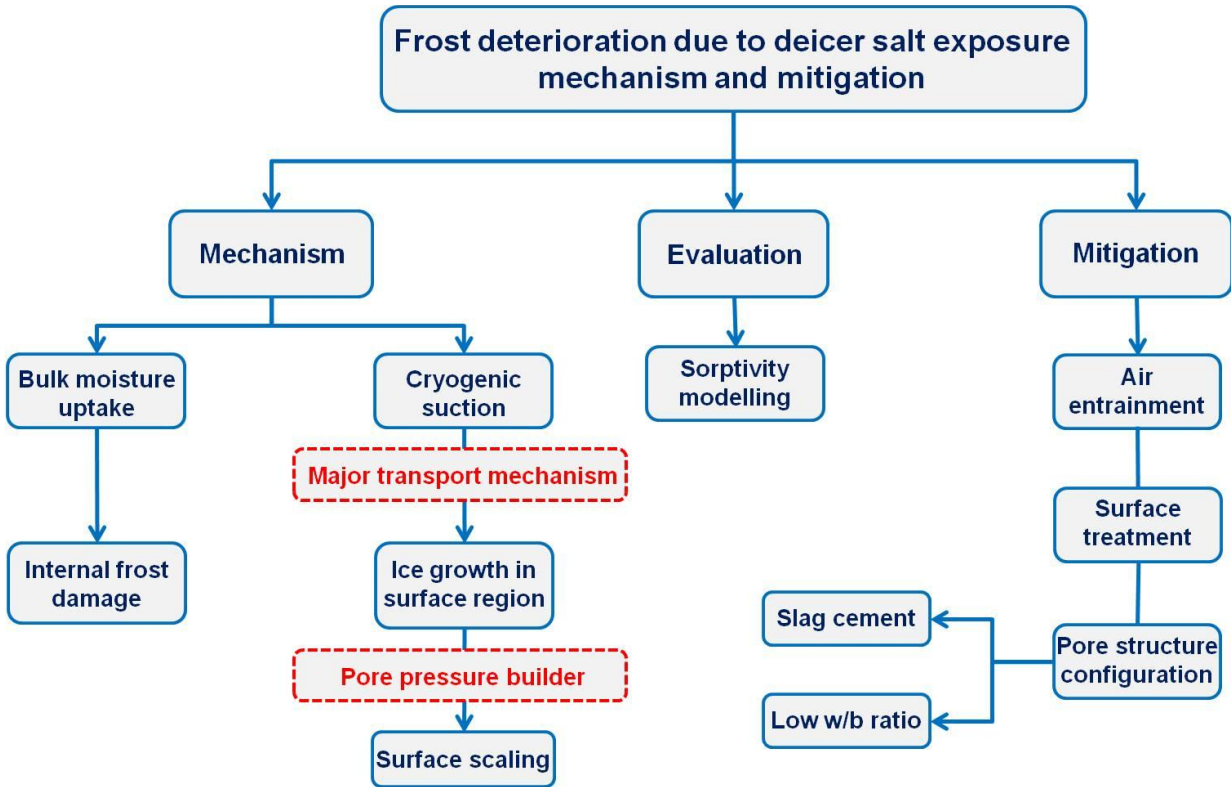 Frost deterioration due to deicer salt exposure
mechanism and mitigation
Mechanism
Evaluation
Mitigation
Bulk moisture
uptake
Cryogenic
suction
Sorptivity
modelling
Air
entrainment
Major transport mechanism
Surface
treatment
Internal frost
damage
Ice growth in
surface region
Slag cement
Pore structure
configuration
Pore pressure builder
Low w/b ratio
Surface scaling